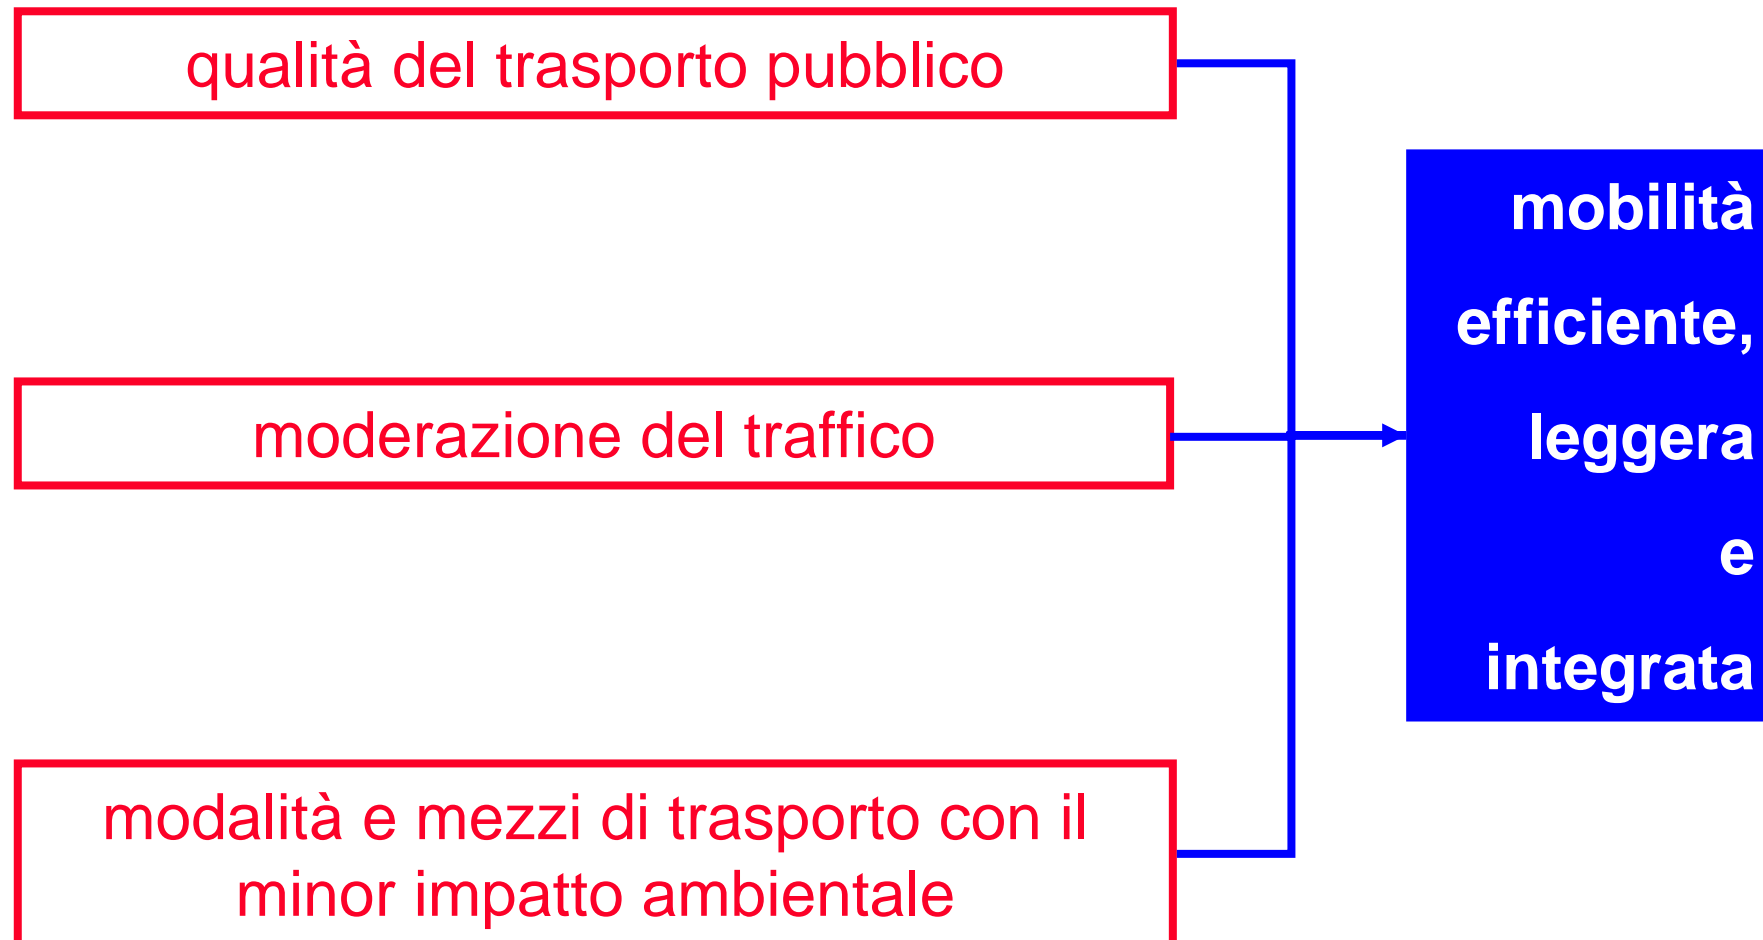 qualità del trasporto pubblico
moderazione del traffico
modalità e mezzi di trasporto con il
minor impatto ambientale
mobilità
efficiente,
leggera
e
integrata